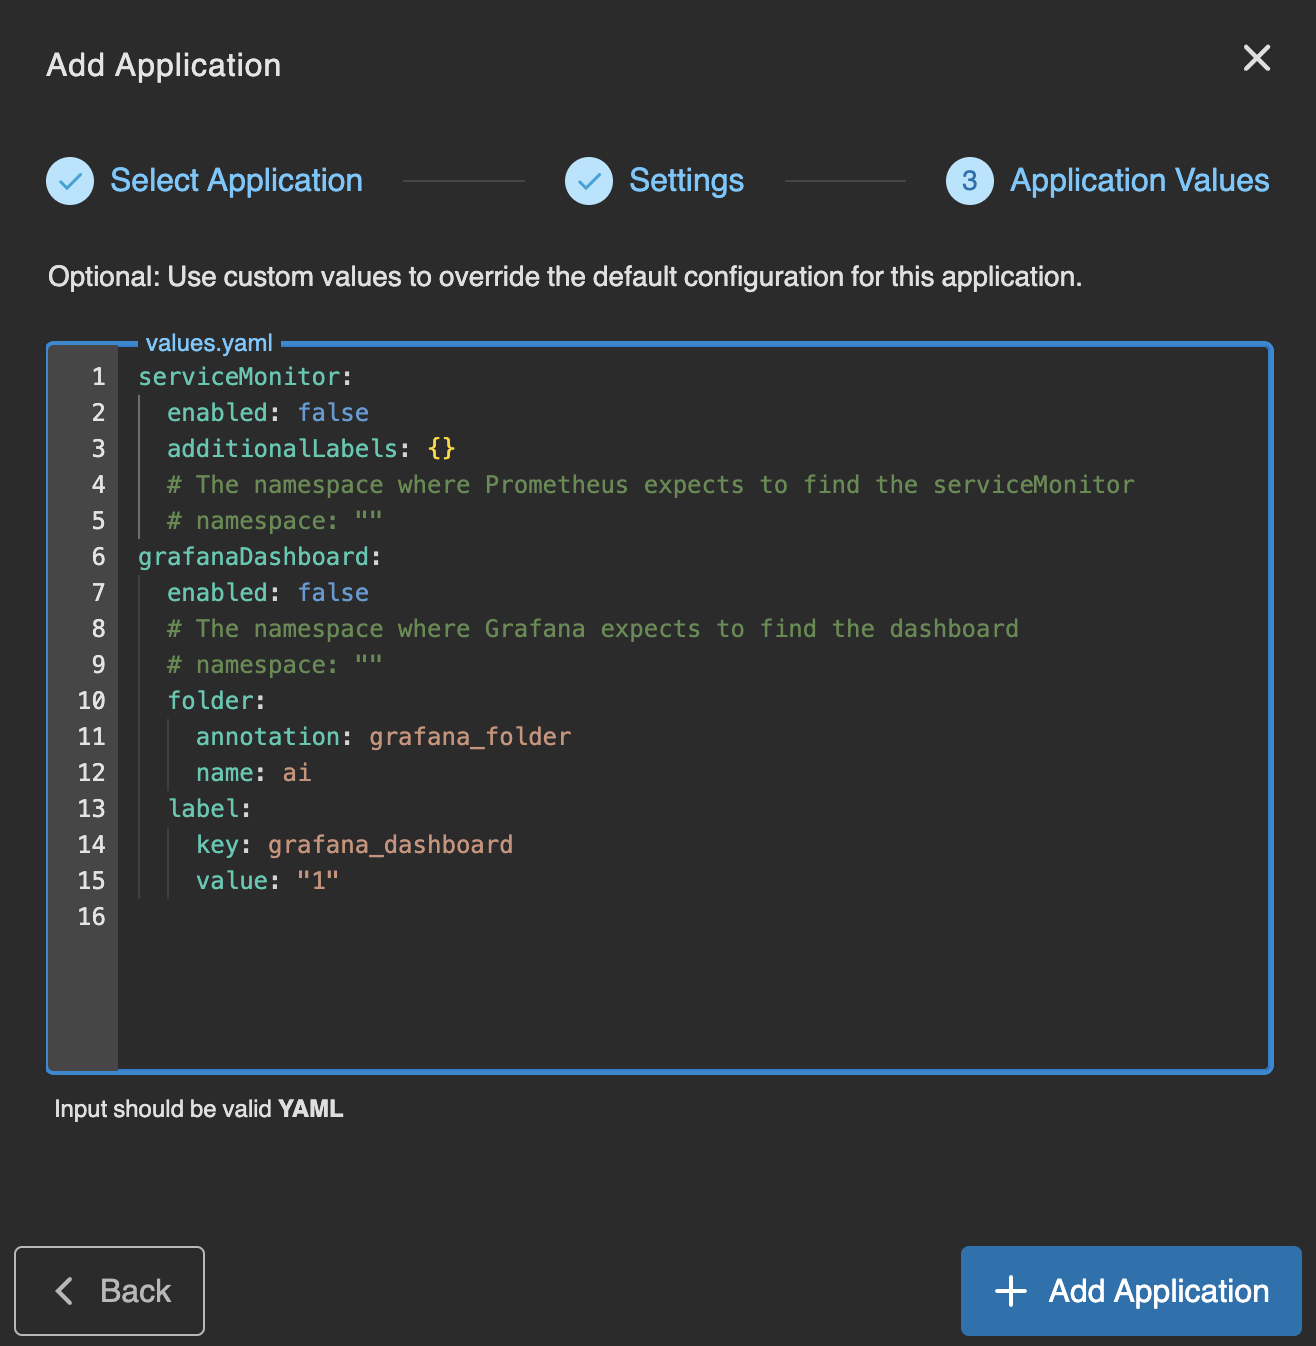 Add Application
Select Application
Settings
3 Application Values
Optional: Use custom values to override the default configuration for this application.
values.yaml
1 serviceMonitor:
2   enabled: false
3   additionalLabels: {}
4   # The namespace where Prometheus expects to find the serviceMonitor
5   # namespace: ""
6 grafanaDashboard:
7   enabled: false
8   # The namespace where Grafana expects to find the dashboard
9   # namespace: ""
10   folder:
11     annotation: grafana_folder
12     name: ai
13   label:
14     key: grafana_dashboard
15     value: "1"
16
Input should be valid YAML
Back
Add Application